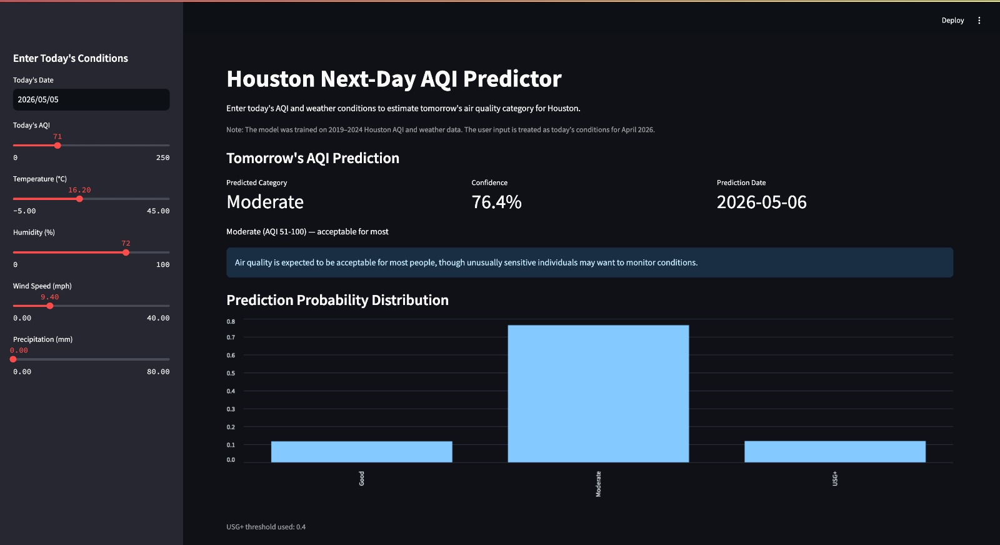 Deploy
Enter Today's Conditions
Today's Date
2026/05/05
Today's AQI
71
0 250
Temperature (°C)
16.20
-5.00 45.00
Humidity (%)
72
0 100
Wind Speed (mph)
9.40
0.00 40.00
Precipitation (mm)
0.00
0.00 80.00
Houston Next-Day AQI Predictor
Enter today's AQI and weather conditions to estimate tomorrow's air quality category for Houston.
Note: The model was trained on 2019–2024 Houston AQI and weather data. The user input is treated as today's conditions for April 2026.
Tomorrow's AQI Prediction
Predicted Category Confidence Prediction Date
Moderate 76.4% 2026-05-06
Moderate (AQI 51-100) — acceptable for most
Air quality is expected to be acceptable for most people, though unusually sensitive individuals may want to monitor conditions.
Prediction Probability Distribution
0.8
0.7
0.6
0.5
0.4
0.3
0.2
0.1
0.0
Good Moderate USG+
USG+ threshold used: 0.4